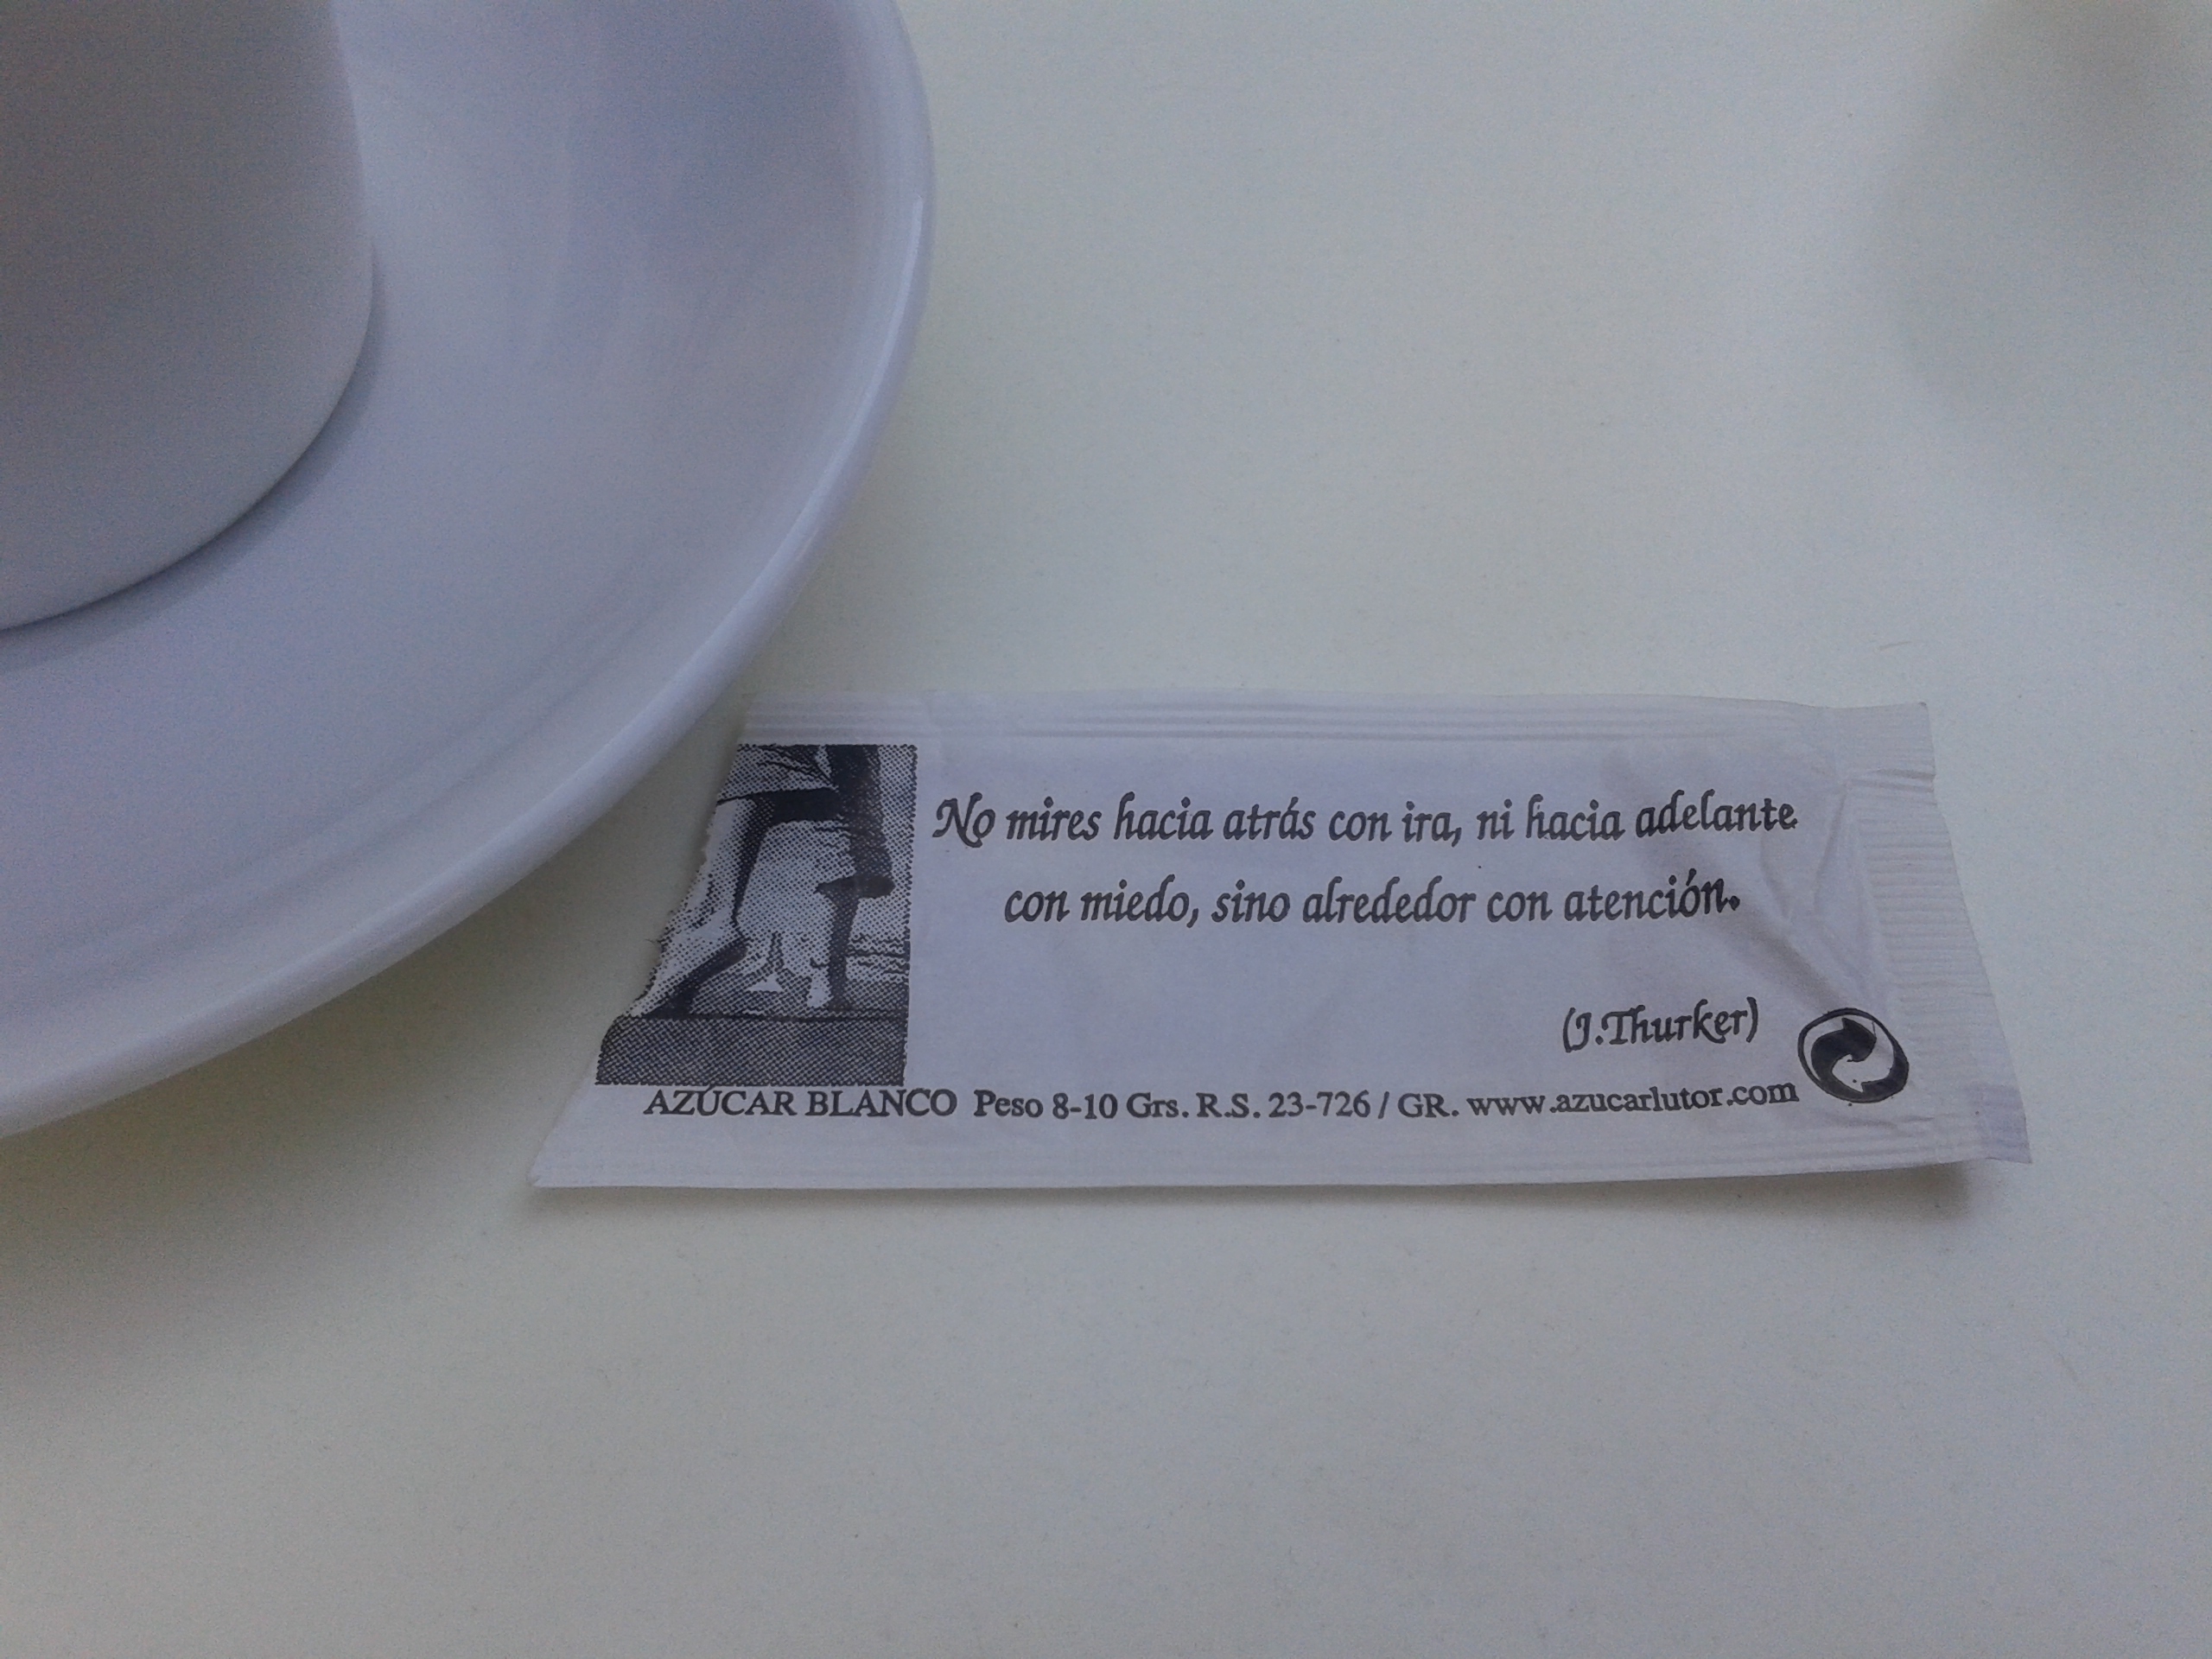 No mires hacia atrás con ira, ni hacia adelante
con miedo, sino alrededor con atención.
(J.Thurker)
AZÚCAR BLANCO Peso 8-10 Grs. R.S. 23-726 / GR. www.azucarlutor.com